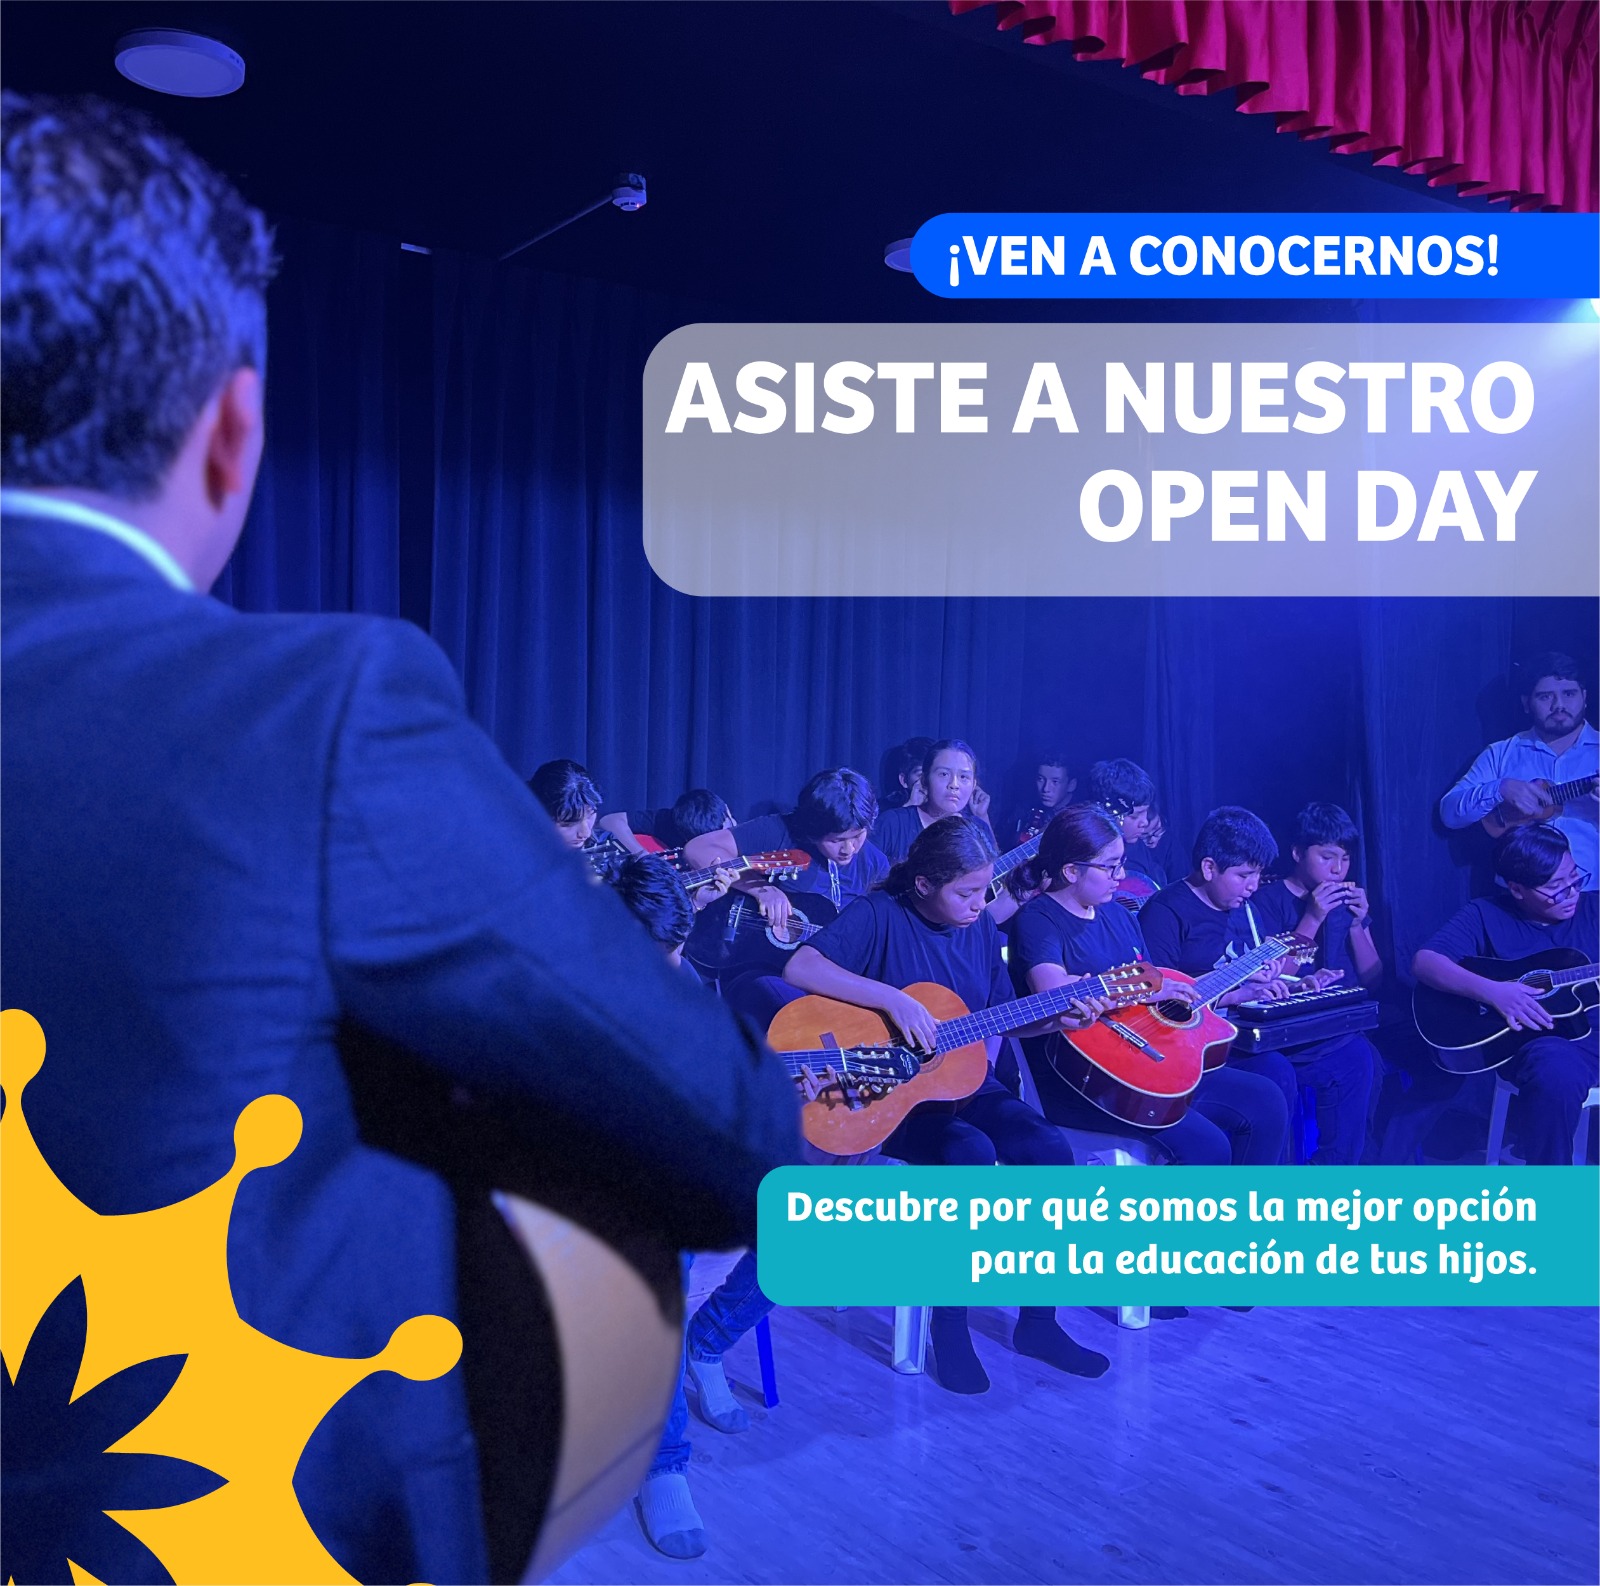 ¡VEN A CONOCERNOS!
ASISTE A NUESTRO
OPEN DAY
Descubre por qué somos la mejor opción
para la educación de tus hijos.